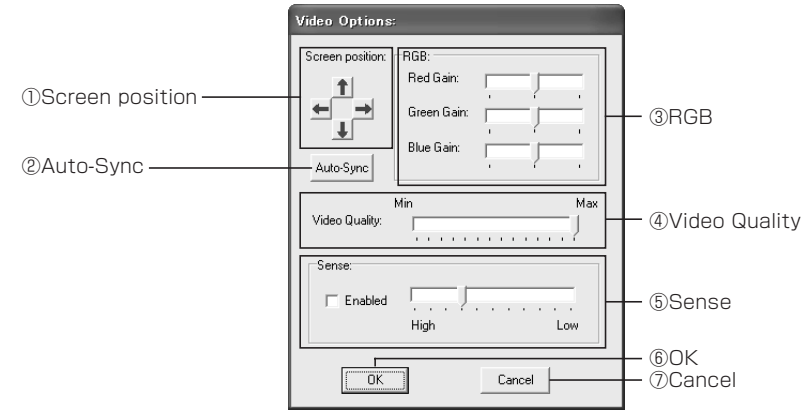 Video Options:
Screen position:
RGB:
Red Gain:
①Screen position
Green Gain:
③RGB
Blue Gain:
②Auto-Sync
Auto-Sync
Min
Max
Video Quality:
④Video Quality
Sense:
Enabled
⑤Sense
High
Low
⑥OK
OK
Cancel
⑦Cancel